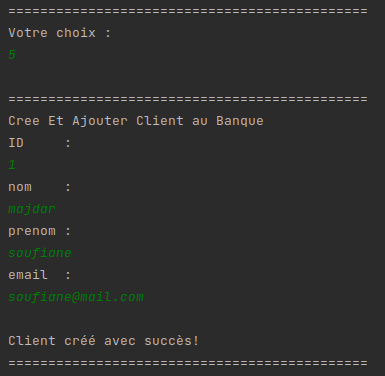 =============================================
Votre choix :
5
=============================================
Cree Et Ajouter Client au Banque
ID     :
1
nom    :
majdar
prenom :
soufiane
email  :
soufiane@mail.com
Client créé avec succès!
=============================================